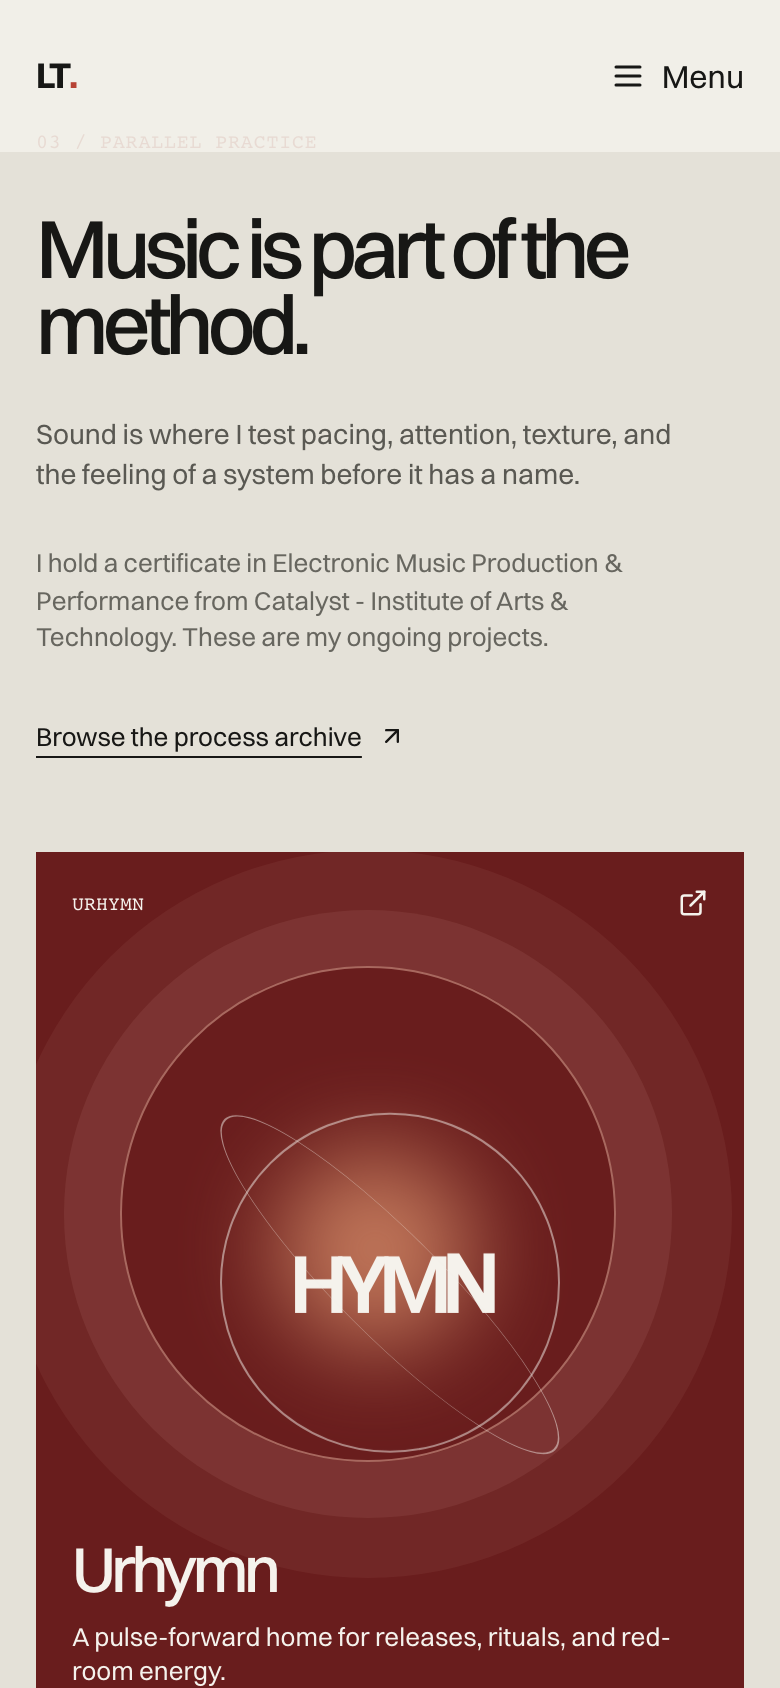 LT.
Menu
03 / PARALLEL PRACTICE
Music is part of the
method.
Sound is where I test pacing, attention, texture, and
the feeling of a system before it has a name.
I hold a certificate in Electronic Music Production &
Performance from Catalyst - Institute of Arts &
Technology. These are my ongoing projects.
Browse the process archive
URHYMN
HYMN
Urhymn
A pulse-forward home for releases, rituals, and red-
room energy.